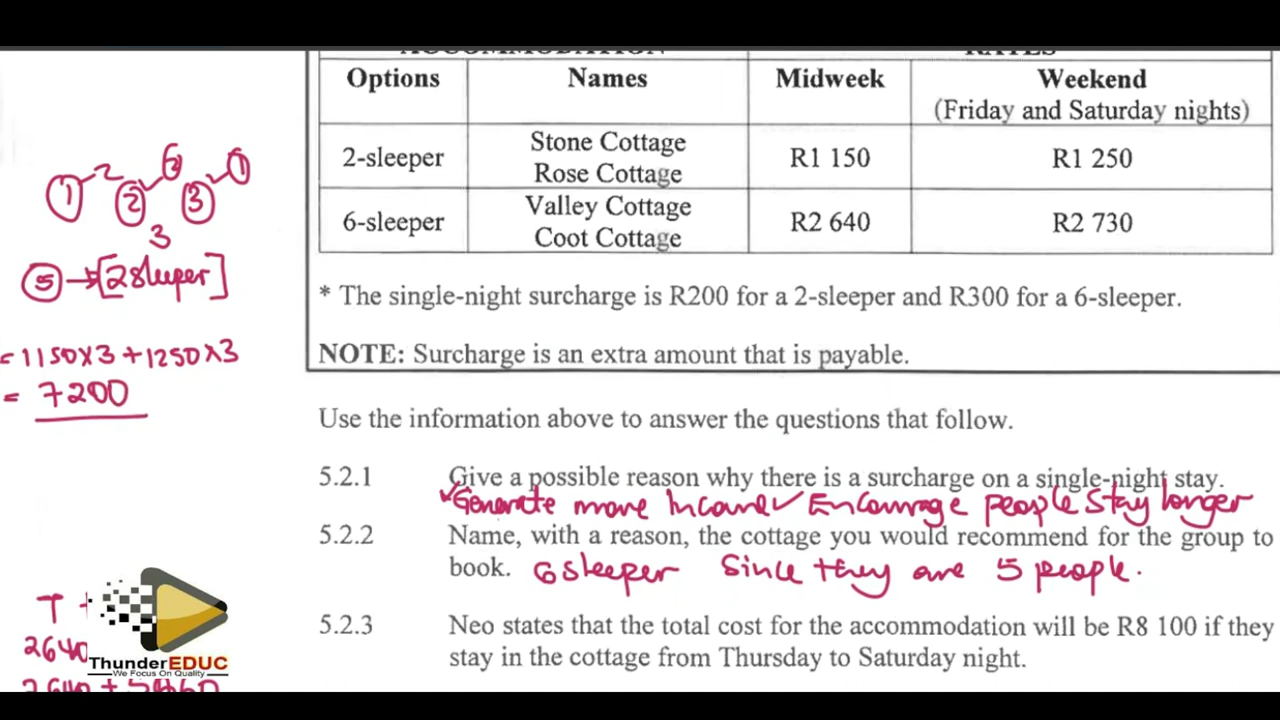 Options Names Midweek Weekend
(Friday and Saturday nights)
2-sleeper Stone Cottage R1 150 R1 250
Rose Cottage
6-sleeper Valley Cottage R2 640 R2 730
Coot Cottage
* The single-night surcharge is R200 for a 2-sleeper and R300 for a 6-sleeper.
NOTE: Surcharge is an extra amount that is payable.
Use the information above to answer the questions that follow.
5.2.1 Give a possible reason why there is a surcharge on a single-night stay.
Generate more Income Encourage people stay longer
5.2.2 Name, with a reason, the cottage you would recommend for the group to
book. 6 sleeper Since they are 5 people.
5.2.3 Neo states that the total cost for the accommodation will be R8 100 if they
stay in the cottage from Thursday to Saturday night.
1 2 2 3
3
5 → [2 sleeper]
= 1150 x 3 + 1250 x 3
= 7200
T
2640
ThunderEDUC
We Focus On Quality